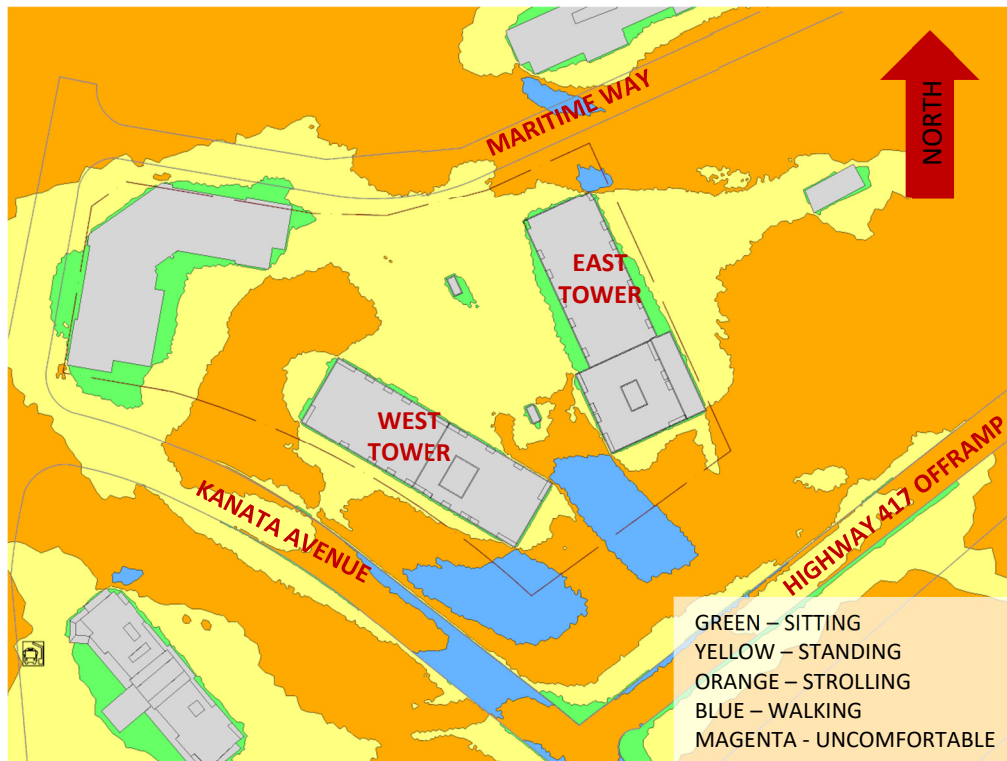 MARITIME WAY
NORTH
EAST
TOWER
WEST
TOWER
KANATA AVENUE
HIGHWAY 417 OFFRAMP
GREEN – SITTING
YELLOW – STANDING
ORANGE – STROLLING
BLUE – WALKING
MAGENTA - UNCOMFORTABLE